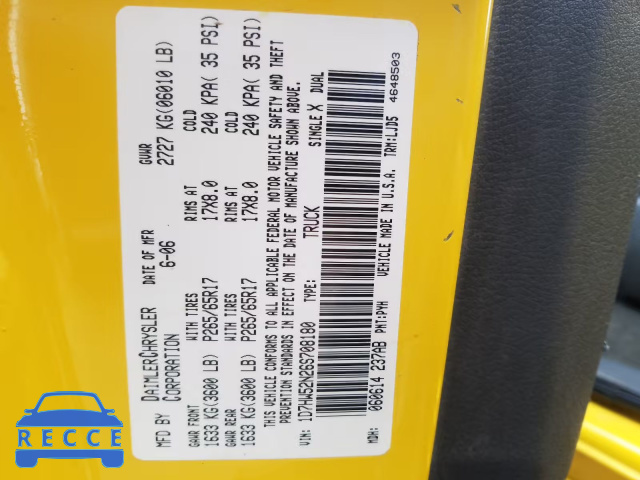 MFD BY DAIMLERCHRYSLER CORPORATION
DATE OF MFR 6-06
GVWR 2727 KG(06010 LB)
GAWR FRONT WITH TIRES RIMS AT COLD
1633 KG(3600 LB) P265/65R17 17X8.0 240 KPA( 35 PSI)
GAWR REAR WITH TIRES RIMS AT COLD
1633 KG(3600 LB) P265/65R17 17X8.0 240 KPA( 35 PSI)
THIS VEHICLE CONFORMS TO ALL APPLICABLE FEDERAL MOTOR VEHICLE SAFETY AND THEFT
PREVENTION STANDARDS IN EFFECT ON THE DATE OF MANUFACTURE SHOWN ABOVE.
VIN: 1D7HW52N26S708180 TYPE: TRUCK SINGLE X DUAL
MDH: 060614 237AB PNT:PYH VEHICLE MADE IN U.S.A. TRM:LJD5 4648503
RECCE